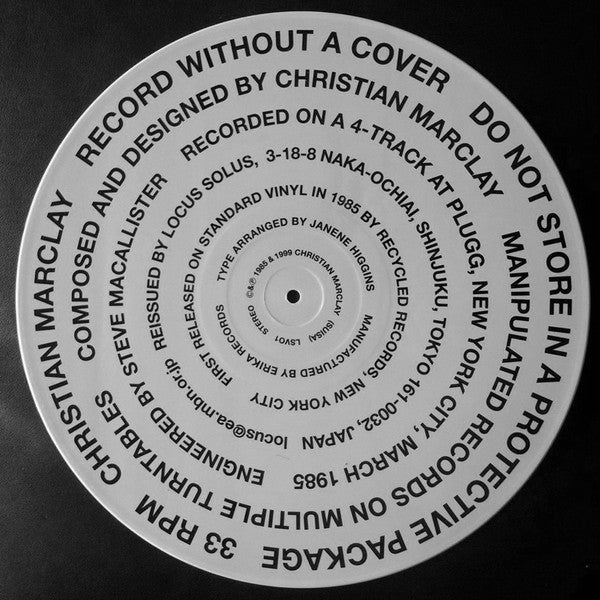 CHRISTIAN MARCLAY RECORD WITHOUT A COVER DO NOT STORE IN A PROTECTIVE PACKAGE 33 RPM
COMPOSED AND DESIGNED BY CHRISTIAN MARCLAY MANIPULATED RECORDS ON MULTIPLE TURNTABLES
ENGINEERED BY STEVE MACALLISTER RECORDED ON A 4-TRACK AT PLUGG, NEW YORK CITY, MARCH 1985
REISSUED BY LOCUS SOLUS, 3-18-8 NAKA-OCHIAI, SHINJUKU, TOKYO 161-0032, JAPAN locus@ea.mbn.or.jp
FIRST RELEASED ON STANDARD VINYL IN 1985 BY RECYCLED RECORDS, NEW YORK CITY
TYPE ARRANGED BY JANENE HIGGINS MANUFACTURED BY ERIKA RECORDS
©&℗ 1985 & 1999 CHRISTIAN MARCLAY (SUISA) LSV01 STEREO